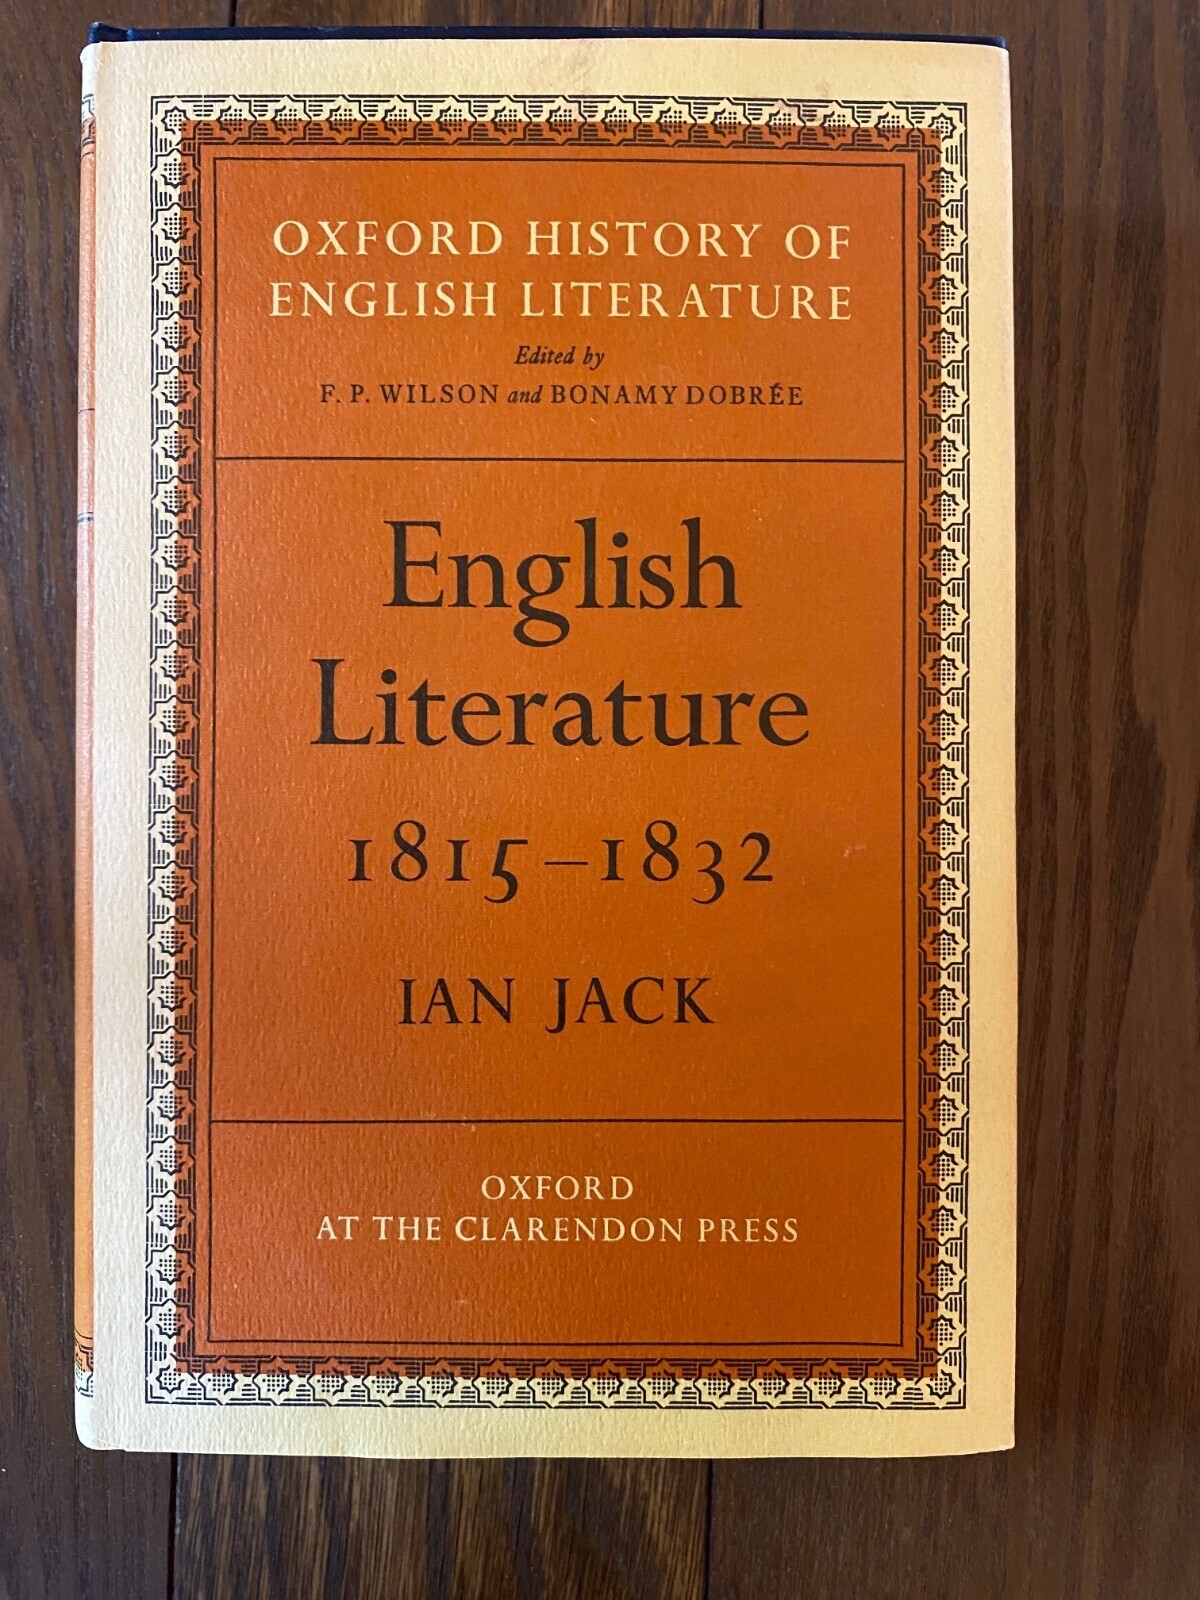 OXFORD HISTORY OF
ENGLISH LITERATURE
Edited by
F. P. WILSON and BONAMY DOBRÉE
English
Literature
1815–1832
IAN JACK
OXFORD
AT THE CLARENDON PRESS